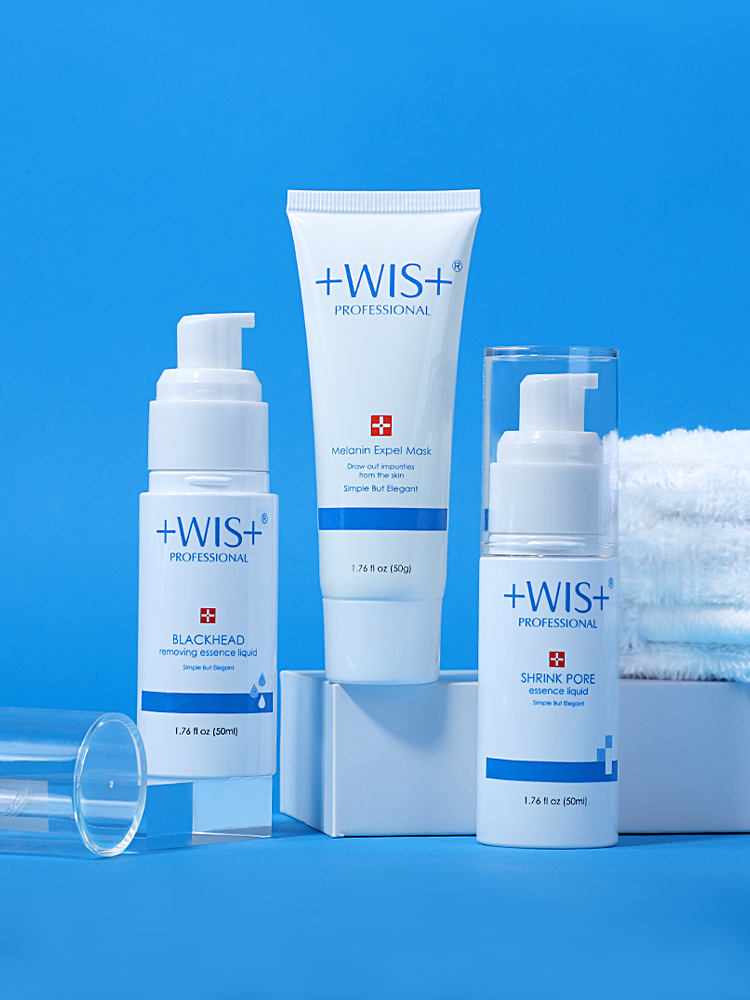 +WIS+®
PROFESSIONAL
Melanin Expel Mask
Draw out impurities
from the skin
Simple But Elegant
1.76 fl oz (50g)
+WIS+®
PROFESSIONAL
BLACKHEAD
removing essence liquid
Simple But Elegant
1.76 fl oz (50ml)
+WIS+®
PROFESSIONAL
SHRINK PORE
essence liquid
Simple But Elegant
1.76 fl oz (50ml)